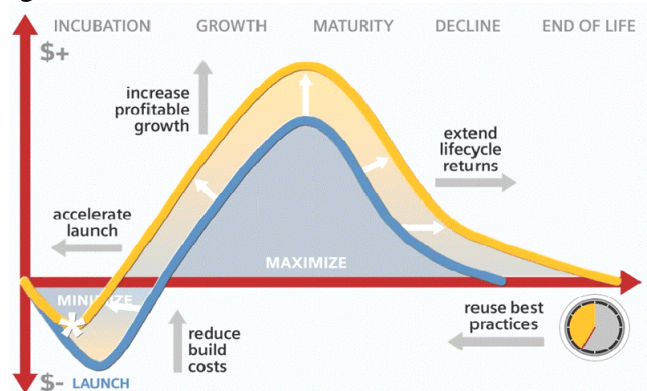 INCUBATION GROWTH MATURITY DECLINE END OF LIFE
$+
increase
profitable
growth
extend
lifecycle
returns
accelerate
launch
MAXIMIZE
MINIMIZE
*
reuse best
practices
reduce
build
costs
$- LAUNCH